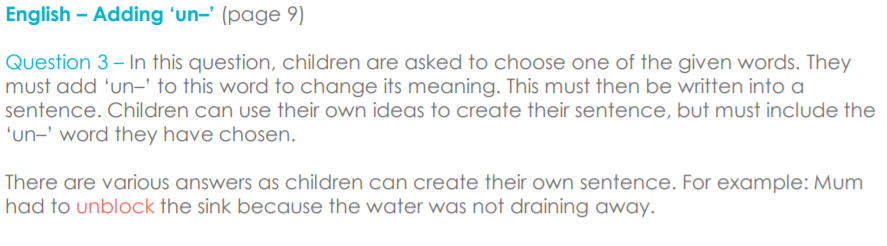 English – Adding ‘un–’ (page 9)
Question 3 – In this question, children are asked to choose one of the given words. They
must add ‘un–’ to this word to change its meaning. This must then be written into a
sentence. Children can use their own ideas to create their sentence, but must include the
‘un–’ word they have chosen.
There are various answers as children can create their own sentence. For example: Mum
had to unblock the sink because the water was not draining away.